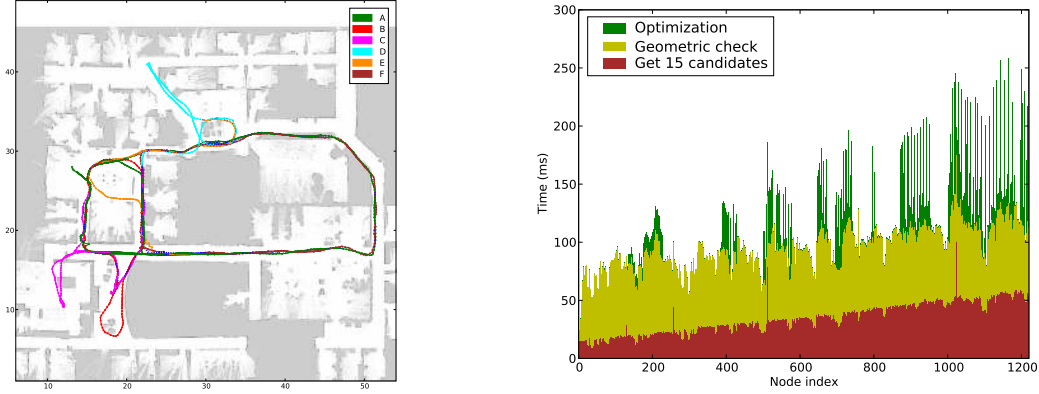 A
B
C
D
E
F
40
30
20
10
10
20
30
40
50
300
250
200
150
100
50
0
Time (ms)
Optimization
Geometric check
Get 15 candidates
0
200
400
600
800
1000
1200
Node index